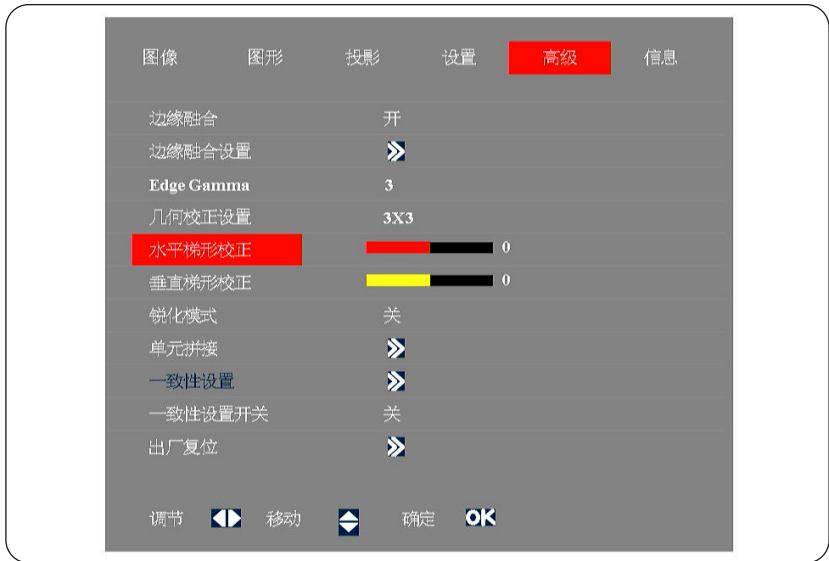 图像 图形 投影 设置 高级 信息
边缘融合 开
边缘融合设置
Edge Gamma 3
几何校正设置 3X3
水平梯形校正 0
垂直梯形校正 0
锐化模式 关
单元拼接
一致性设置
一致性设置开关 关
出厂复位
调节 移动 确定 OK